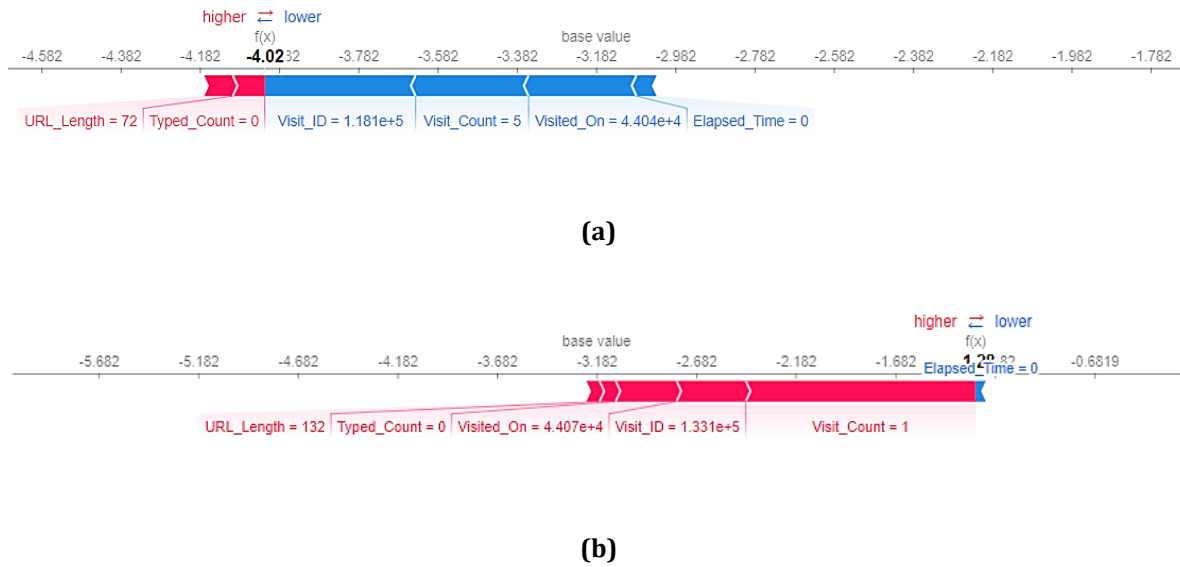 higher ⇄ lower
f(x) base value
-4.582 -4.382 -4.182 -4.02 -3.782 -3.582 -3.382 -3.182 -2.982 -2.782 -2.582 -2.382 -2.182 -1.982 -1.782
URL_Length = 72 Typed_Count = 0 Visit_ID = 1.181e+5 Visit_Count = 5 Visited_On = 4.404e+4 Elapsed_Time = 0
(a)
higher ⇄ lower
base value f(x)
-5.682 -5.182 -4.682 -4.182 -3.682 -3.182 -2.682 -2.182 -1.682 -0.6819
Elapsed_Time = 0
URL_Length = 132 Typed_Count = 0 Visited_On = 4.407e+4 Visit_ID = 1.331e+5 Visit_Count = 1
(b)